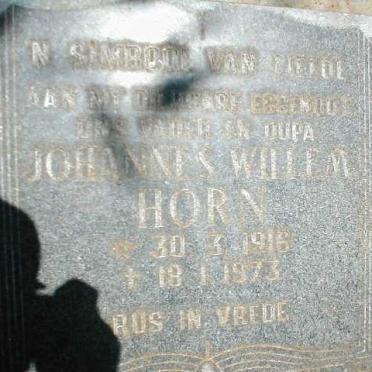 'N SIMBOOL VAN LIEFDE
AAN MY DIERBARE EGGENOOT
ONS VADER EN OUPA
JOHANNES WILLEM
HORN
* 30. 3. 1916
† 18. 1. 1973
RUS IN VREDE